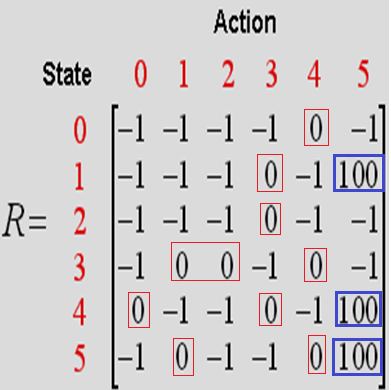 Action
State 0 1 2 3 4 5
0 -1 -1 -1 -1 0 -1
1 -1 -1 -1 0 -1 100
R= 2 -1 -1 -1 0 -1 -1
3 -1 0 0 -1 0 -1
4 0 -1 -1 0 -1 100
5 -1 0 -1 -1 0 100